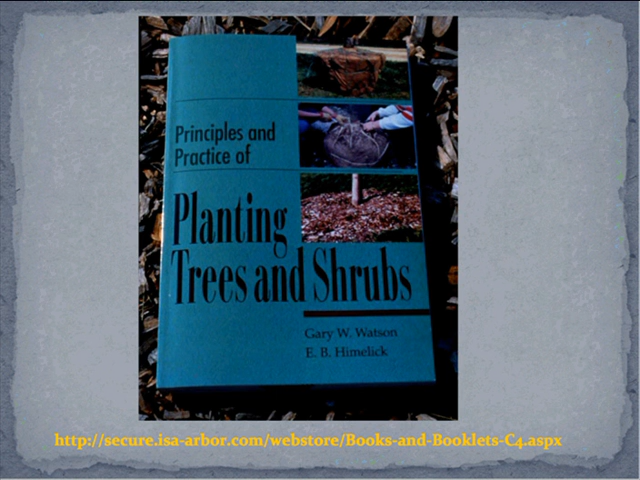 Principles and
Practice of
Planting
Trees and Shrubs
Gary W. Watson
E. B. Himelick
http://secure.isa-arbor.com/webstore/Books-and-Booklets-C4.aspx